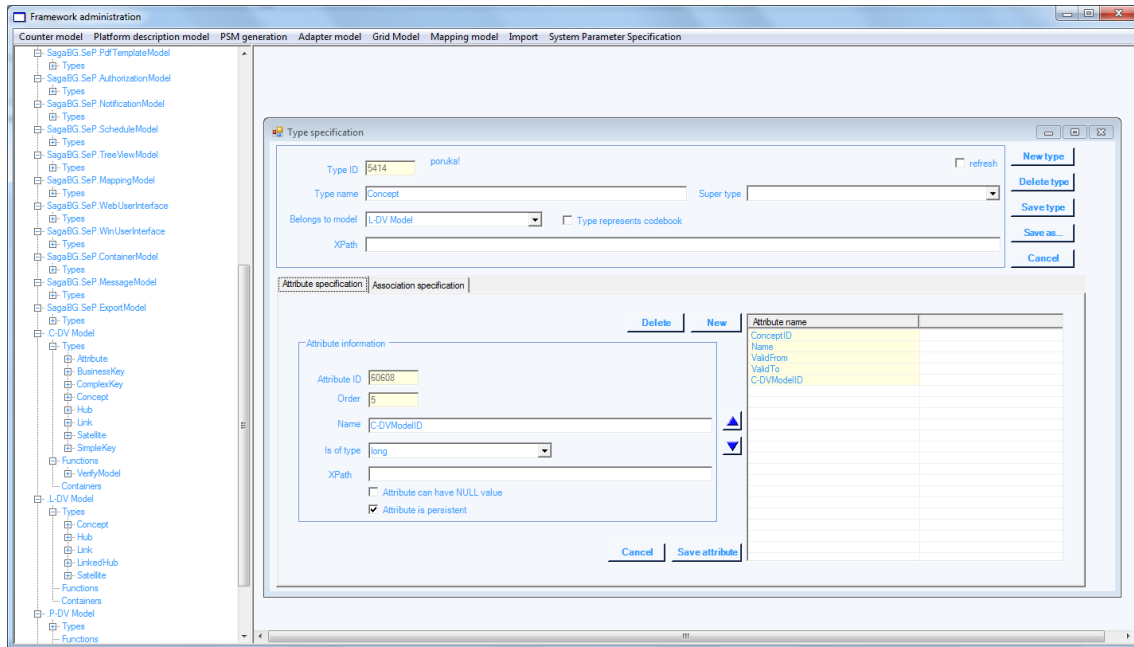 Framework administration
Counter model Platform description model PSM generation Adapter model Grid Model Mapping model Import System Parameter Specification
SagaBG.SeP.PdfTemplateModel
Types
SagaBG.SeP.AuthorizationModel
Types
SagaBG.SeP.NotificationModel
Types
SagaBG.SeP.ScheduleModel
Types
SagaBG.SeP.TreeViewModel
Types
SagaBG.SeP.MappingModel
Types
SagaBG.SeP.WebUserInterface
Types
SagaBG.SeP.WinUserInterface
Types
SagaBG.SeP.ContainerModel
Types
SagaBG.SeP.MessageModel
Types
SagaBG.SeP.ExportModel
Types
.C-DV Model
Types
Attribute
BusinessKey
ComplexKey
Concept
Hub
Link
Satellite
SimpleKey
Functions
VerifyModel
Containers
.L-DV Model
Types
Concept
Hub
Link
LinkedHub
Satellite
Functions
Containers
.P-DV Model
Types
Functions
Type specification
Type ID 5414 poruka! refresh
Type name Concept Super type
Belongs to model L-DV Model Type represents codebook
XPath
New type
Delete type
Save type
Save as...
Cancel
Attribute specification Association specification
Delete New
Attribute information
Attribute ID 60608
Order 5
Name C-DVModelID
Is of type long
XPath
Attribute can have NULL value
Attribute is persistent
Cancel Save attribute
Attribute name
ConceptID
Name
ValidFrom
ValidTo
C-DVModelID